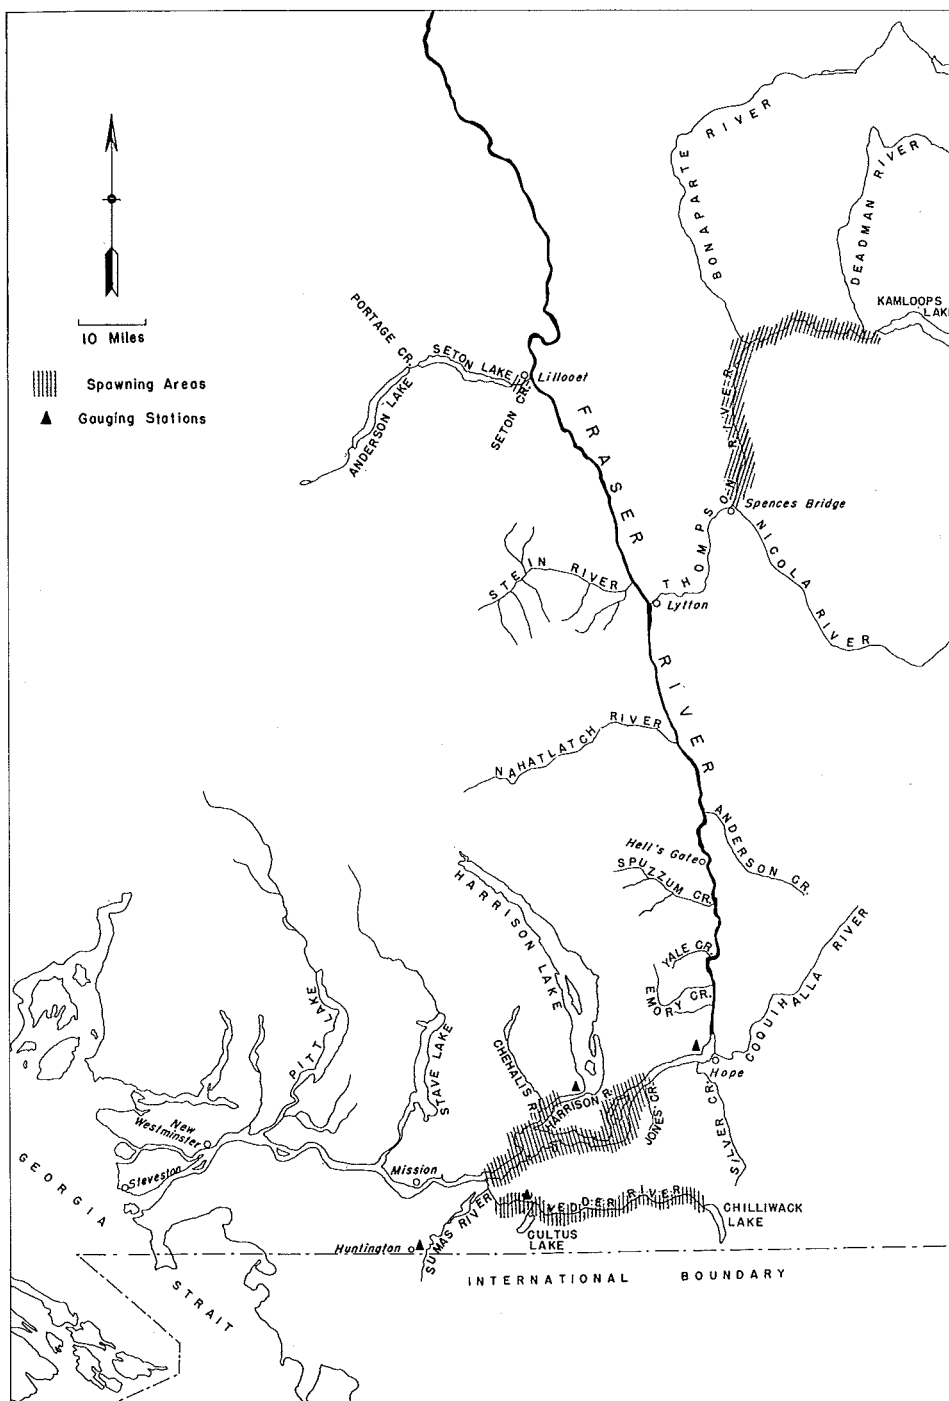 BONAPARTE RIVER
DEADMAN RIVER
KAMLOOPS
LAKE
10 Miles
Spawning Areas
Gauging Stations
PORTAGE CR.
SETON LAKE
Lillooet
ANDERSON LAKE
SETON CR.
FRASER RIVER
THOMPSON RIVER
Spences Bridge
NICOLA RIVER
STEIN RIVER
Lytton
NAHATLATCH RIVER
ANDERSON CR.
Hell's Gate
SPUZZUM CR.
HARRISON LAKE
YALE CR.
EMORY CR.
COQUIHALLA RIVER
PITT LAKE
STAVE LAKE
CHEHALIS R.
HARRISON R.
JONES CR.
Hope
SILVER CR.
New
Westminster
Steveston
Mission
GEORGIA STRAIT
SUMAS RIVER
VEDDER RIVER
CULTUS
LAKE
CHILLIWACK
LAKE
Huntington
INTERNATIONAL BOUNDARY